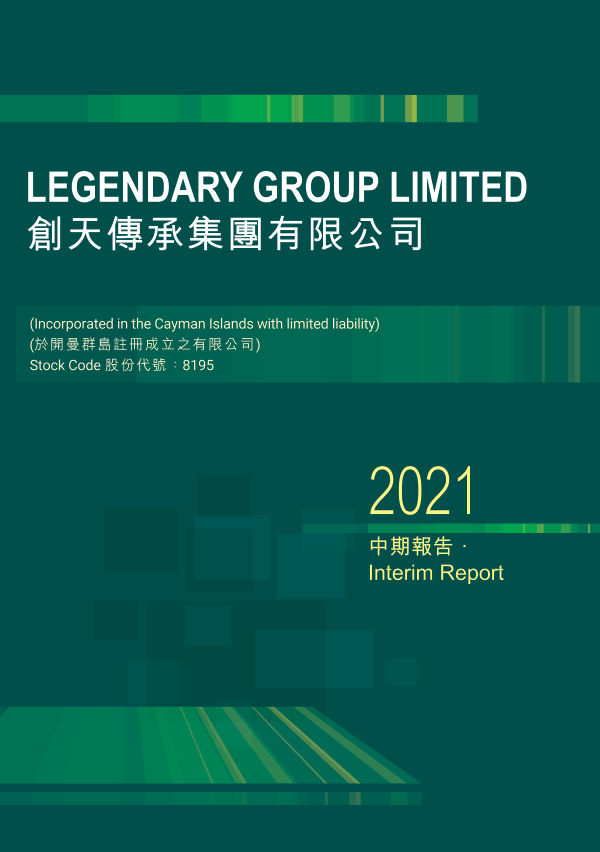 LEGENDARY GROUP LIMITED
創天傳承集團有限公司
(Incorporated in the Cayman Islands with limited liability)
(於開曼群島註冊成立之有限公司)
Stock Code 股份代號：8195
2021
中期報告·
Interim Report